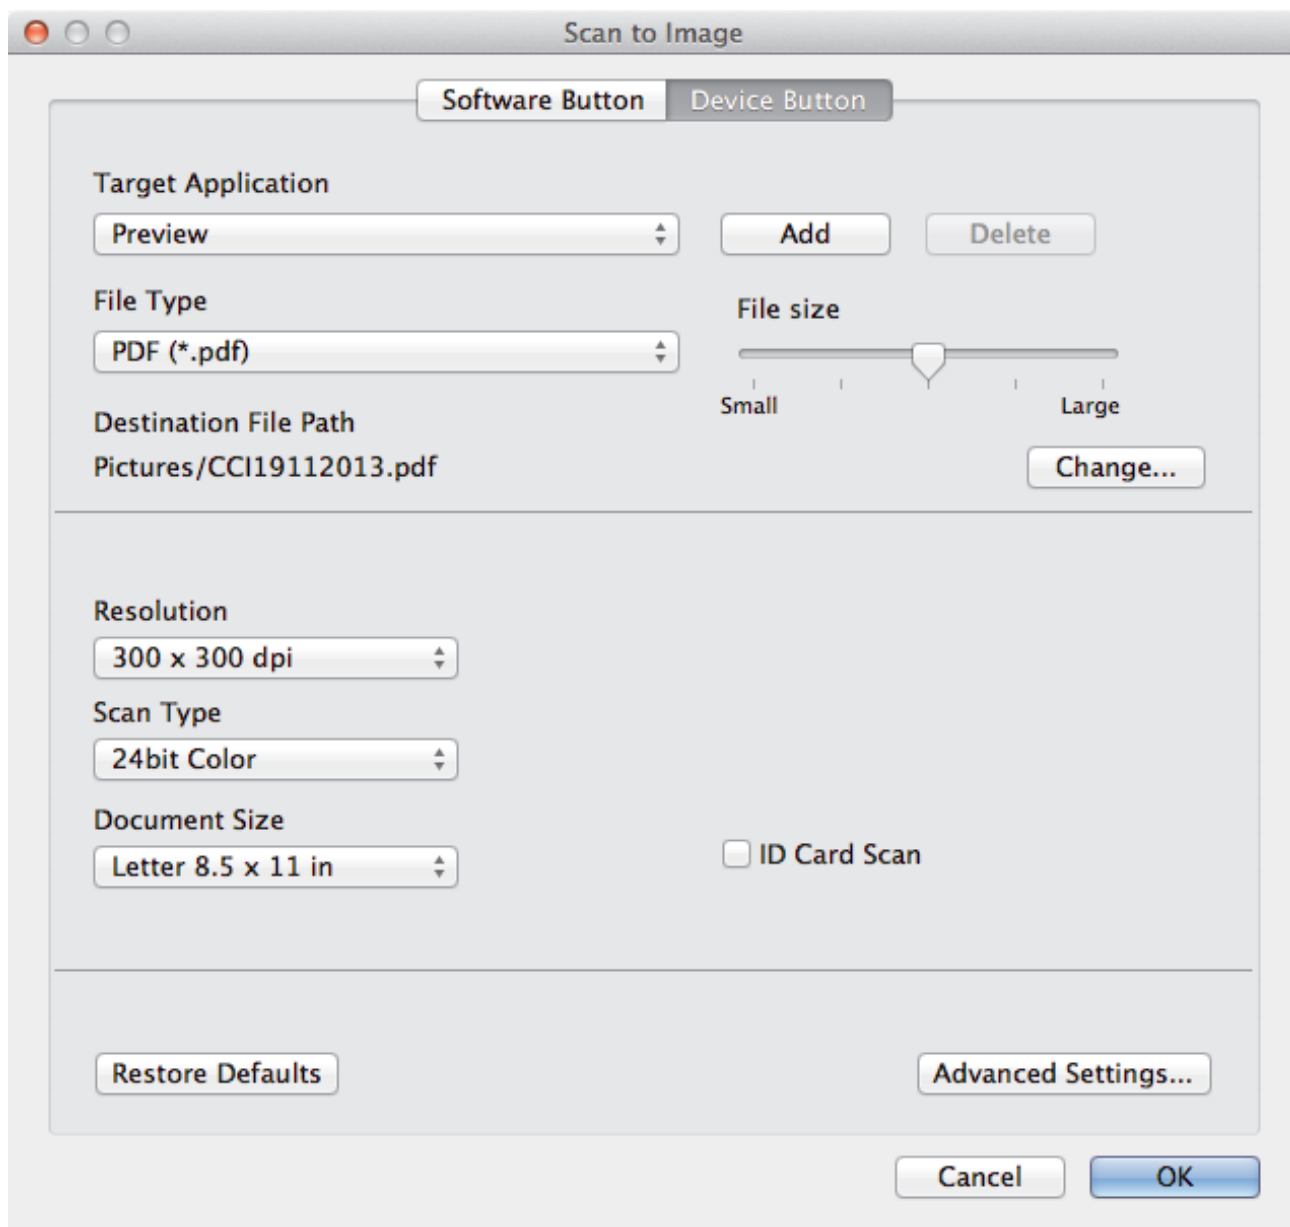 Scan to Image
Software Button Device Button
Target Application
Preview Add Delete
File Type
File size
PDF (*.pdf)
Small Large
Destination File Path
Pictures/CCI19112013.pdf Change...
Resolution
300 x 300 dpi
Scan Type
24bit Color
Document Size
Letter 8.5 x 11 in ID Card Scan
Restore Defaults Advanced Settings...
Cancel OK